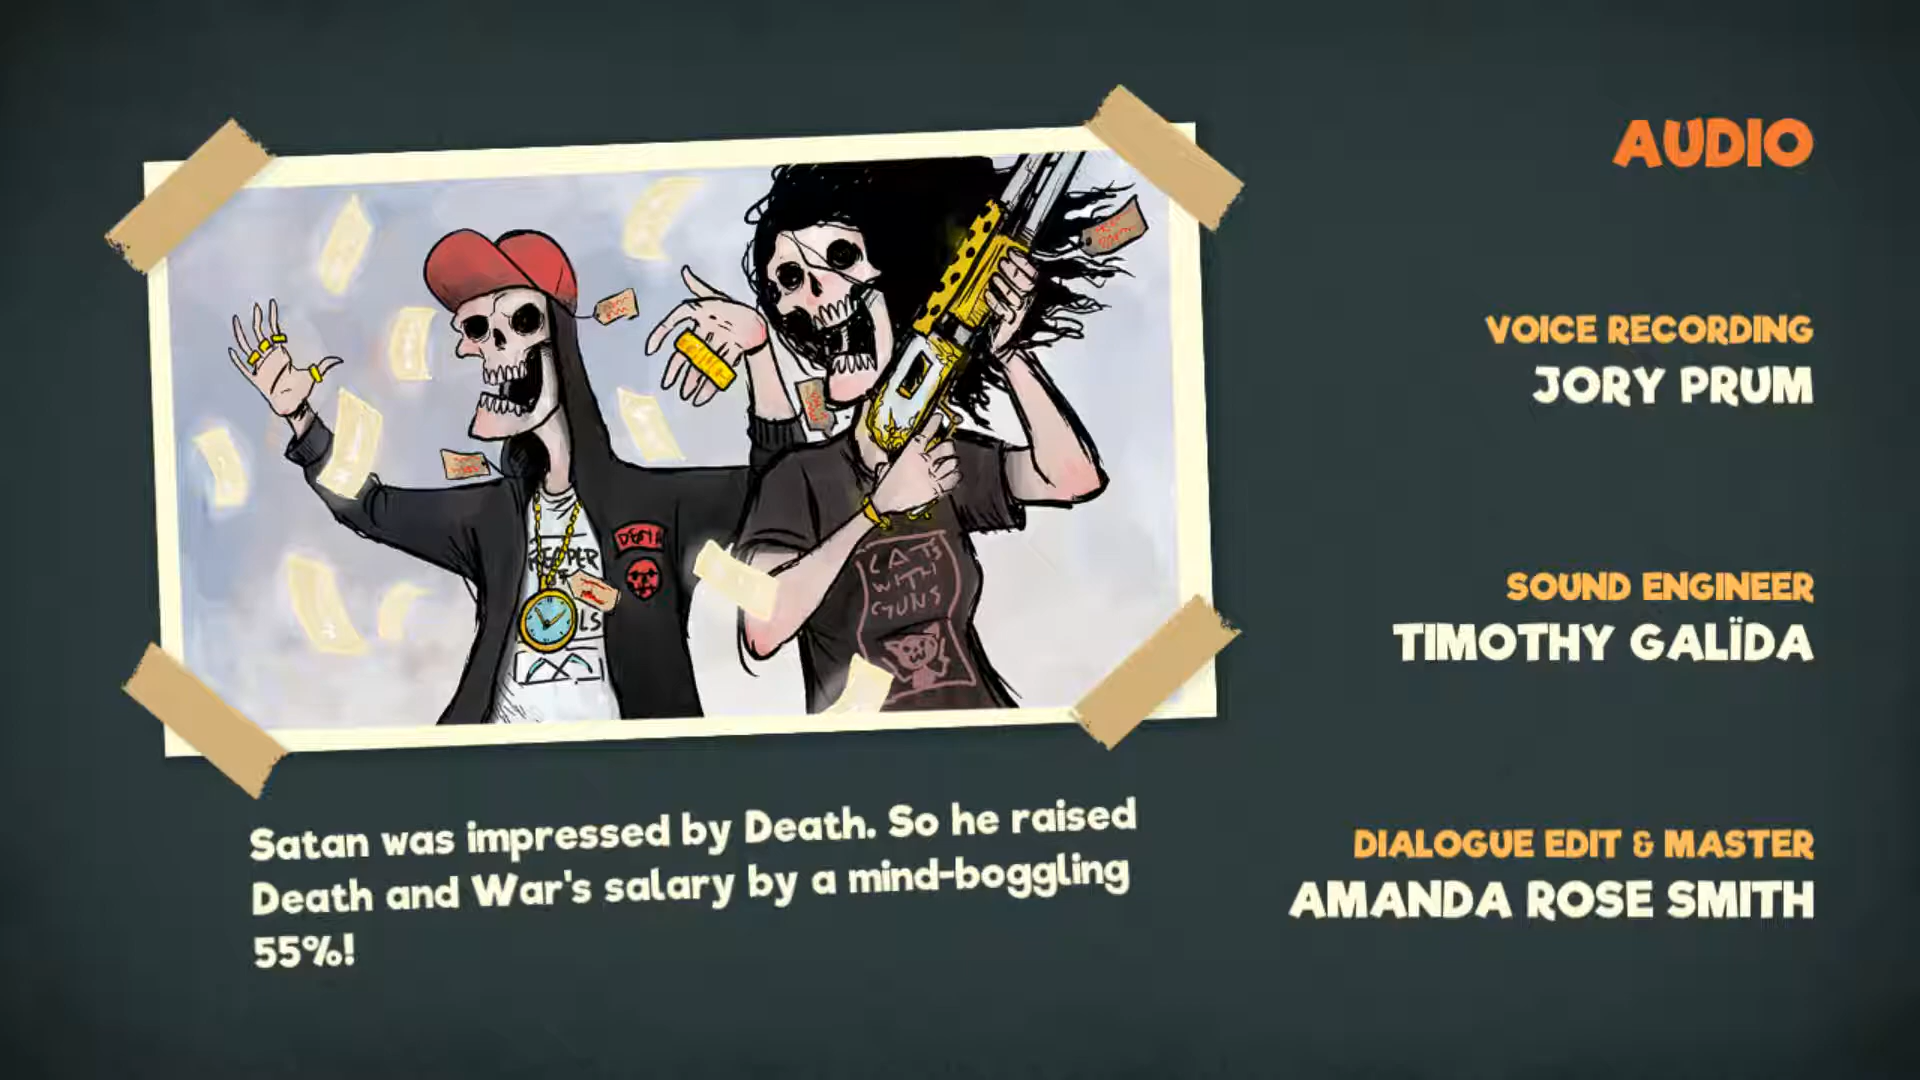 AUDIO
VOICE RECORDING
JORY PRUM
SOUND ENGINEER
TIMOTHY GALÏDA
DIALOGUE EDIT & MASTER
AMANDA ROSE SMITH
CATS
WITH
GUNS
Satan was impressed by Death. So he raised
Death and War's salary by a mind-boggling
55%!